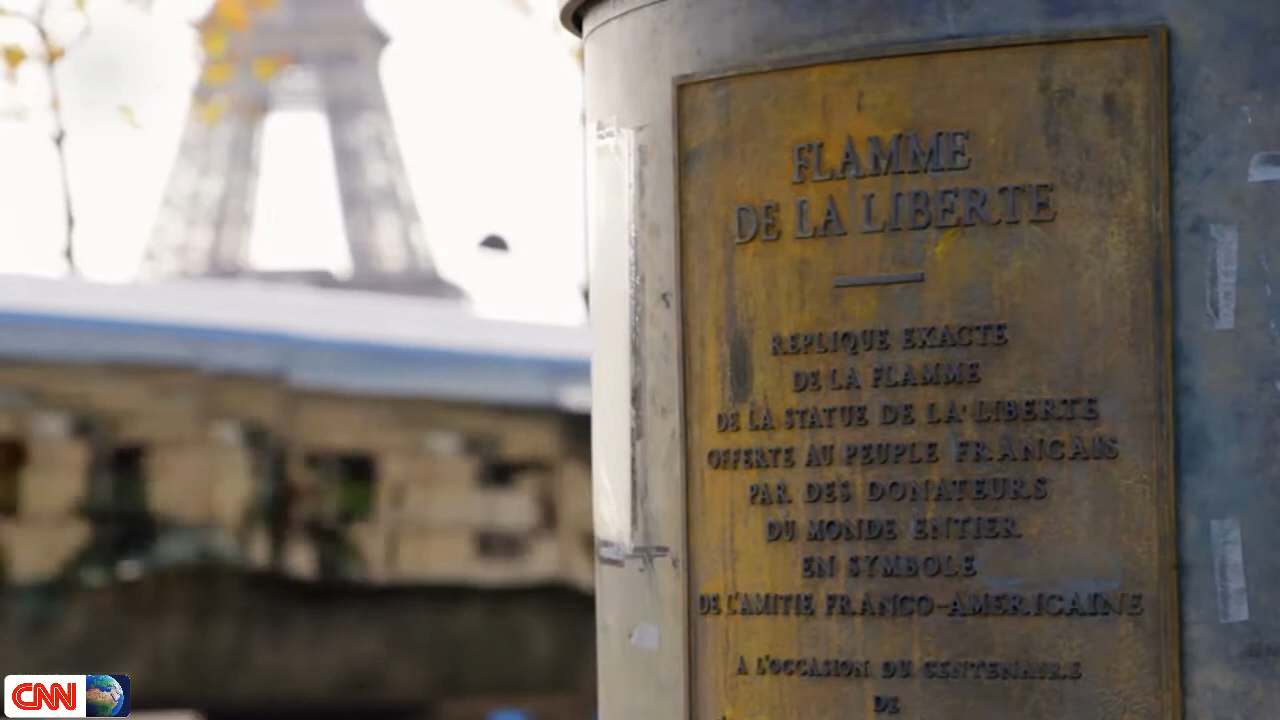 FLAMME
DE LA LIBERTE
REPLIQUE EXACTE
DE LA FLAMME
DE LA STATUE DE LA LIBERTE
OFFERTE AU PEUPLE FRANCAIS
PAR DES DONATEURS
DU MONDE ENTIER
EN SYMBOLE
DE L'AMITIE FRANCO-AMERICAINE
A L'OCCASION DU CENTENAIRE
DE
CNN